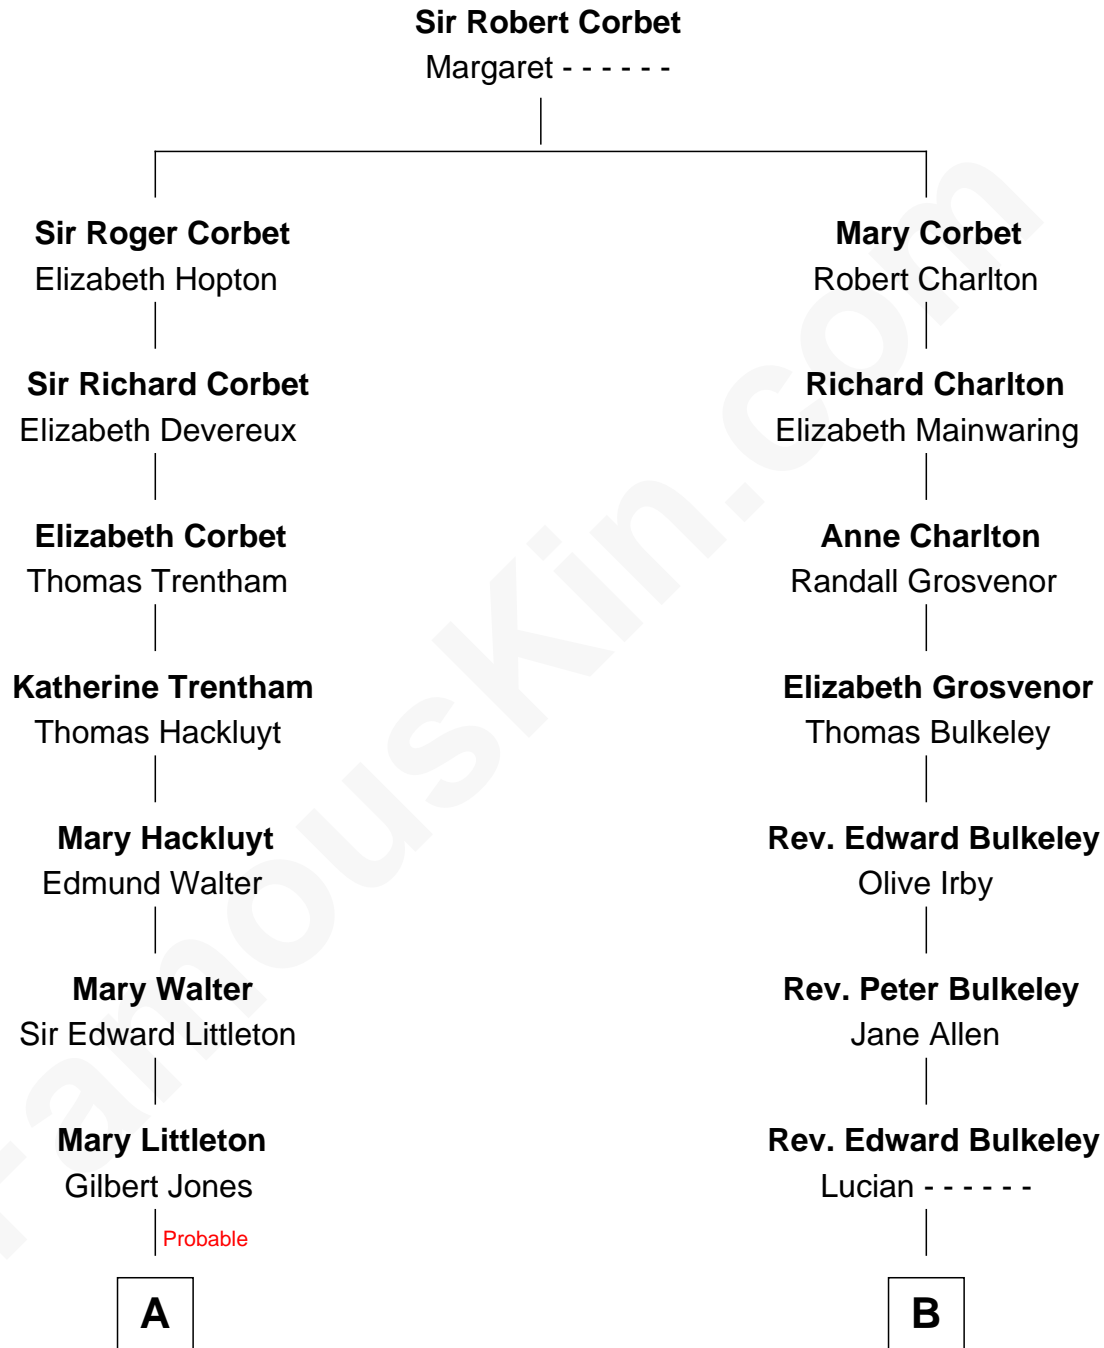 Sir Robert Corbet
Margaret - - - - - -
Sir Roger Corbet
Elizabeth Hopton
Mary Corbet
Robert Charlton
Sir Richard Corbet
Elizabeth Devereux
Richard Charlton
Elizabeth Mainwaring
Elizabeth Corbet
Thomas Trentham
Anne Charlton
Randall Grosvenor
Katherine Trentham
Thomas Hackluyt
Elizabeth Grosvenor
Thomas Bulkeley
Mary Hackluyt
Edmund Walter
Rev. Edward Bulkeley
Olive Irby
Mary Walter
Sir Edward Littleton
Rev. Peter Bulkeley
Jane Allen
Mary Littleton
Gilbert Jones
Rev. Edward Bulkeley
Lucian - - - - - -
Probable
A
B
FamousKin.com